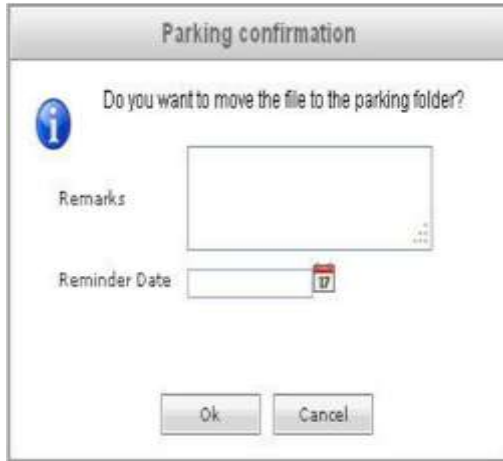 Parking confirmation
Do you want to move the file to the parking folder?
Remarks
Reminder Date
17
Ok
Cancel